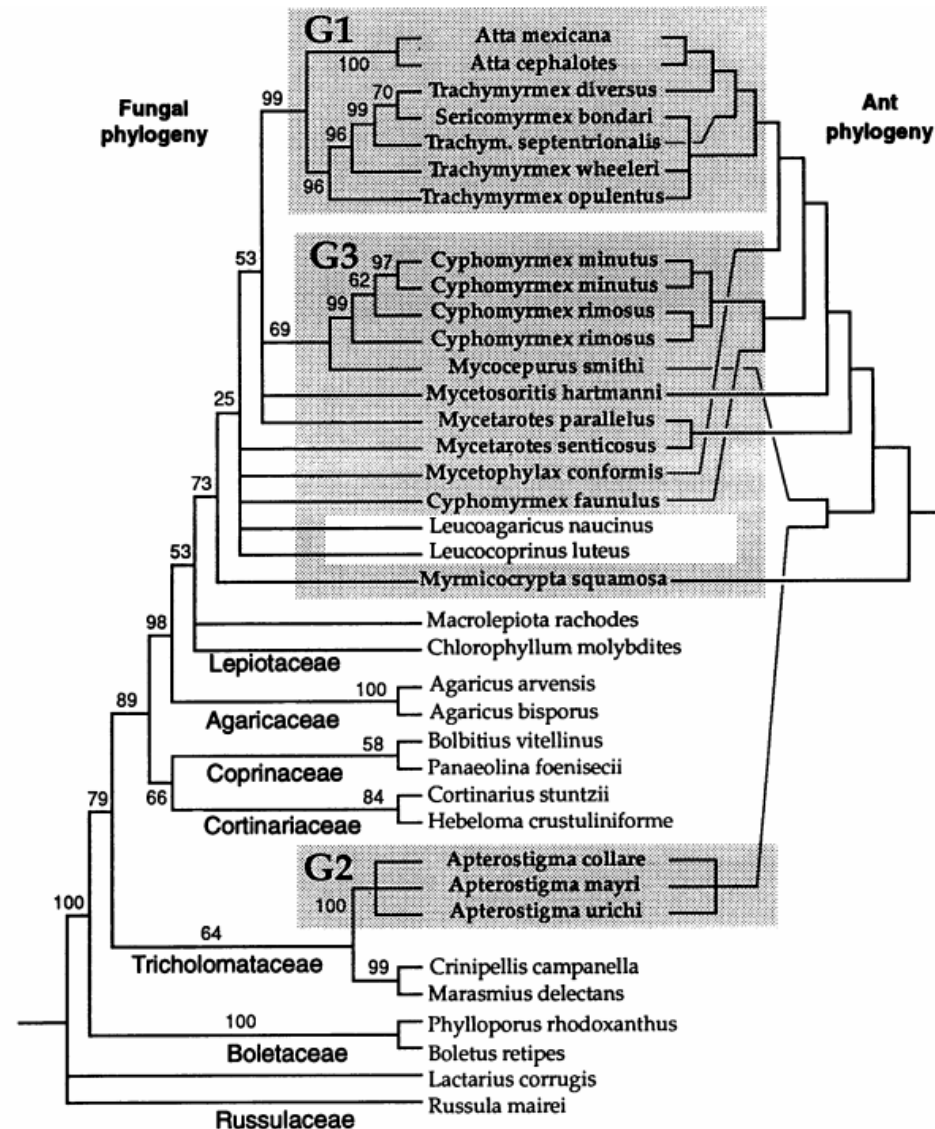 G1
Atta mexicana
100
Atta cephalotes
Fungal
phylogeny
99
70
Trachymyrmex diversus
Ant
phylogeny
99
Sericomyrmex bondari
96
Trachym. septentrionalis
Trachymyrmex wheeleri
96
Trachymyrmex opulentus
G3
53
97
Cyphomyrmex minutus
62
Cyphomyrmex minutus
99
Cyphomyrmex rimosus
69
Cyphomyrmex rimosus
Mycocepurus smithi
Mycetosoritis hartmanni
25
Mycetarotes parallelus
Mycetarotes senticosus
73
Mycetophylax conformis
Cyphomyrmex faunulus
Leucoagaricus naucinus
53
Leucocoprinus luteus
Myrmicocrypta squamosa
98
Macrolepiota rachodes
Chlorophyllum molybdites
Lepiotaceae
89
100
Agaricus arvensis
Agaricaceae
Agaricus bisporus
58
Bolbitius vitellinus
Coprinaceae
Panaeolina foenisecii
79
66
84
Cortinarius stuntzii
Cortinariaceae
Hebeloma crustuliniforme
G2
Apterostigma collare
100
100
Apterostigma mayri
Apterostigma urichi
64
Tricholomataceae
99
Crinipellis campanella
Marasmius delectans
100
Phylloporus rhodoxanthus
Boletaceae
Boletus retipes
Lactarius corrugis
Russulaceae
Russula mairei